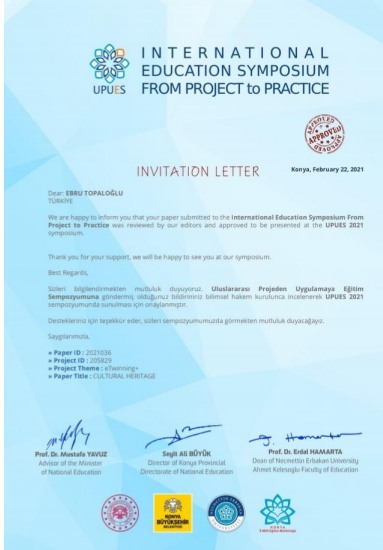 INTERNATIONAL
EDUCATION SYMPOSIUM
FROM PROJECT to PRACTICE
UPUES
APPROVED
APPROVED
APPROVED
INVITATION LETTER
Konya, February 22, 2021
Dear: EBRU TOPALOĞLU
TÜRKİYE
We are happy to inform you that your paper submitted to the International Education Symposium From
Project to Practice was reviewed by our editors and approved to be presented at the UPUES 2021
symposium.
Thank you for your support, we will be happy to see you at our symposium.
Best Regards,
Sizleri bilgilendirmekten mutluluk duyuyoruz. Uluslararası Projeden Uygulamaya Eğitim
Sempozyumuna göndermiş olduğunuz bildiriniz bilimsel hakem kurulunca incelenerek UPUES 2021
sempozyumunda sunulması için onaylanmıştır.
Destekleriniz için teşekkür eder, sizleri sempozyumumuzda görmekten mutluluk duyacağız.
Saygılarımızla,
» Paper ID : 2021036
» Project ID : 205829
» Project Theme : eTwinning+
» Paper Title : CULTURAL HERITAGE
Prof. Dr. Mustafa YAVUZ
Advisor of the Minister
of National Education
Seyit Ali BÜYÜK
Director of Konya Provincial
Directorate of National Education
Prof. Dr. Erdal HAMARTA
Dean of Necmettin Erbakan University
Ahmet Kelesoglu Faculty of Education
KONYA
BÜYÜKŞEHİR
BELEDİYESİ
KONYA